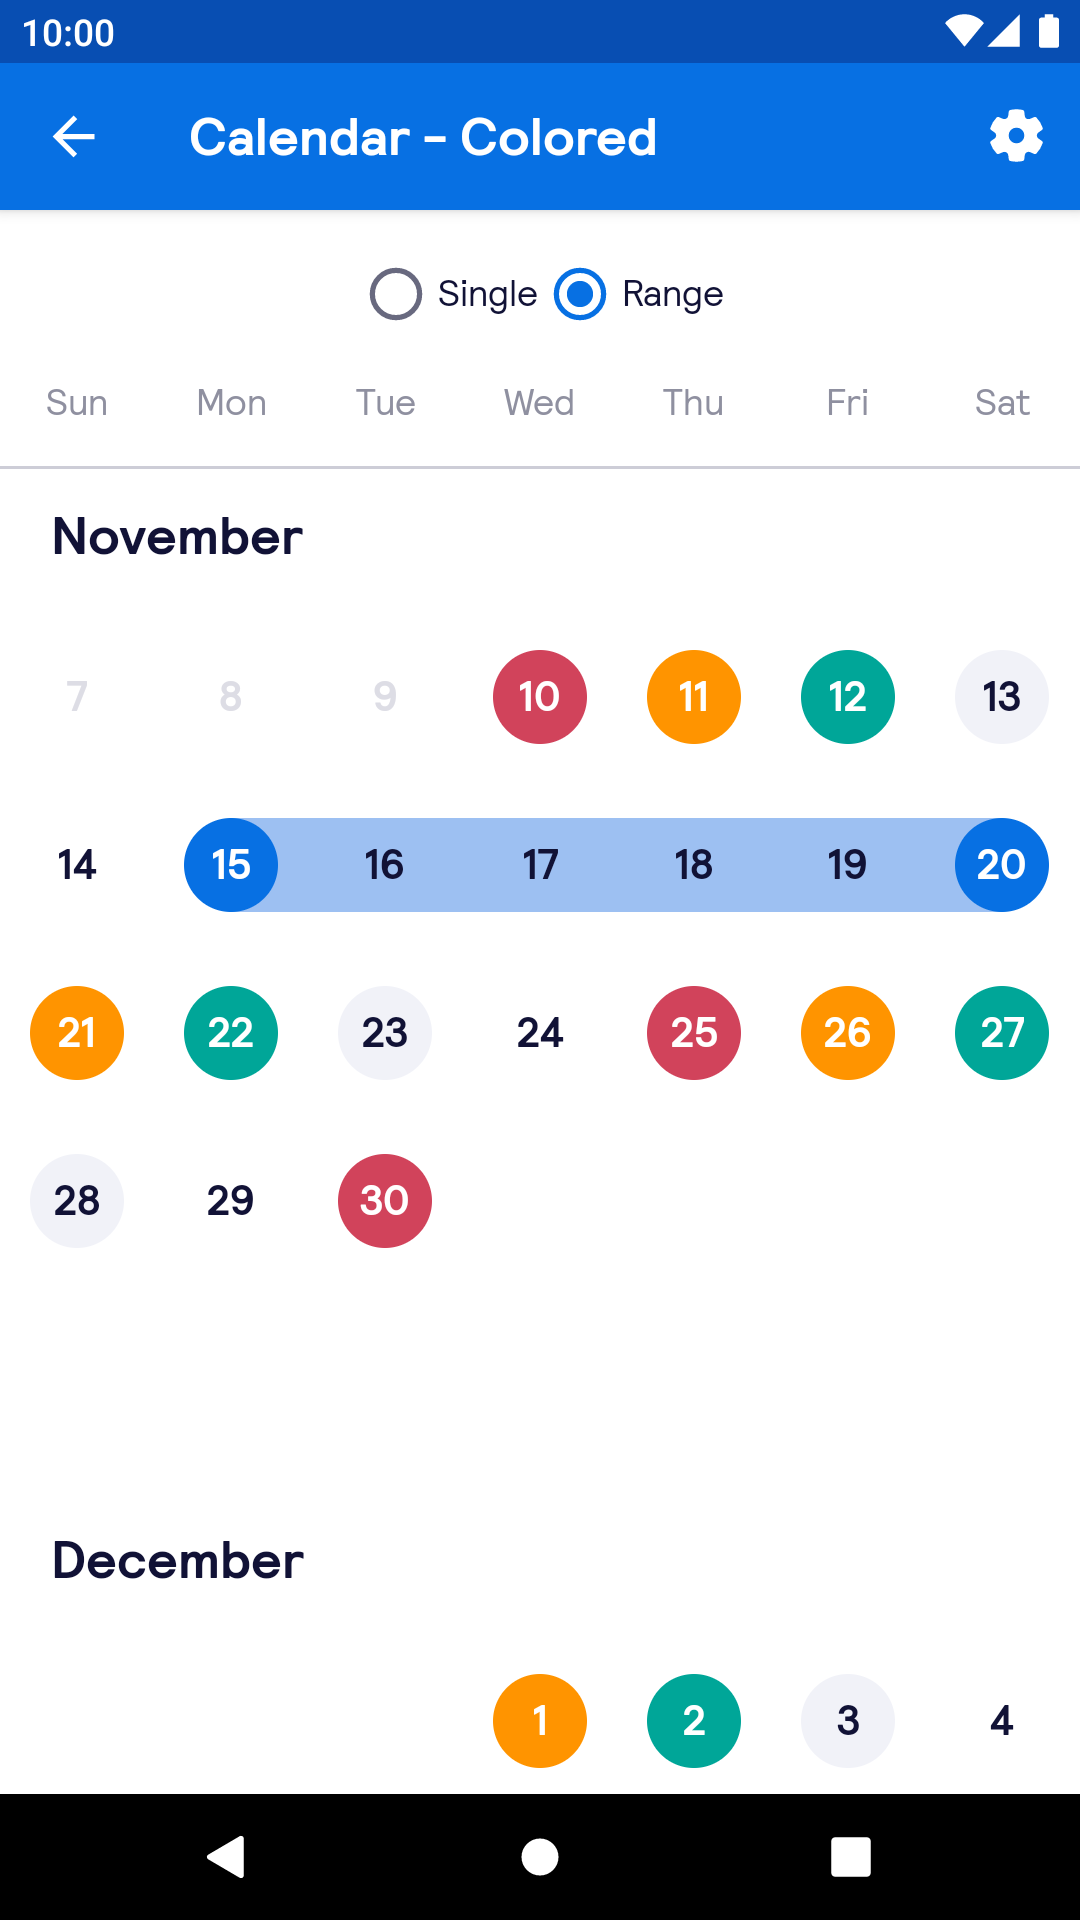 10:00
Calendar - Colored
Single Range
Sun Mon Tue Wed Thu Fri Sat
November
7 8 9 10 11 12 13
14 15 16 17 18 19 20
21 22 23 24 25 26 27
28 29 30
December
1 2 3 4